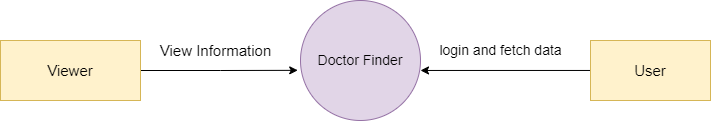 Viewer
View Information
Doctor Finder
login and fetch data
User